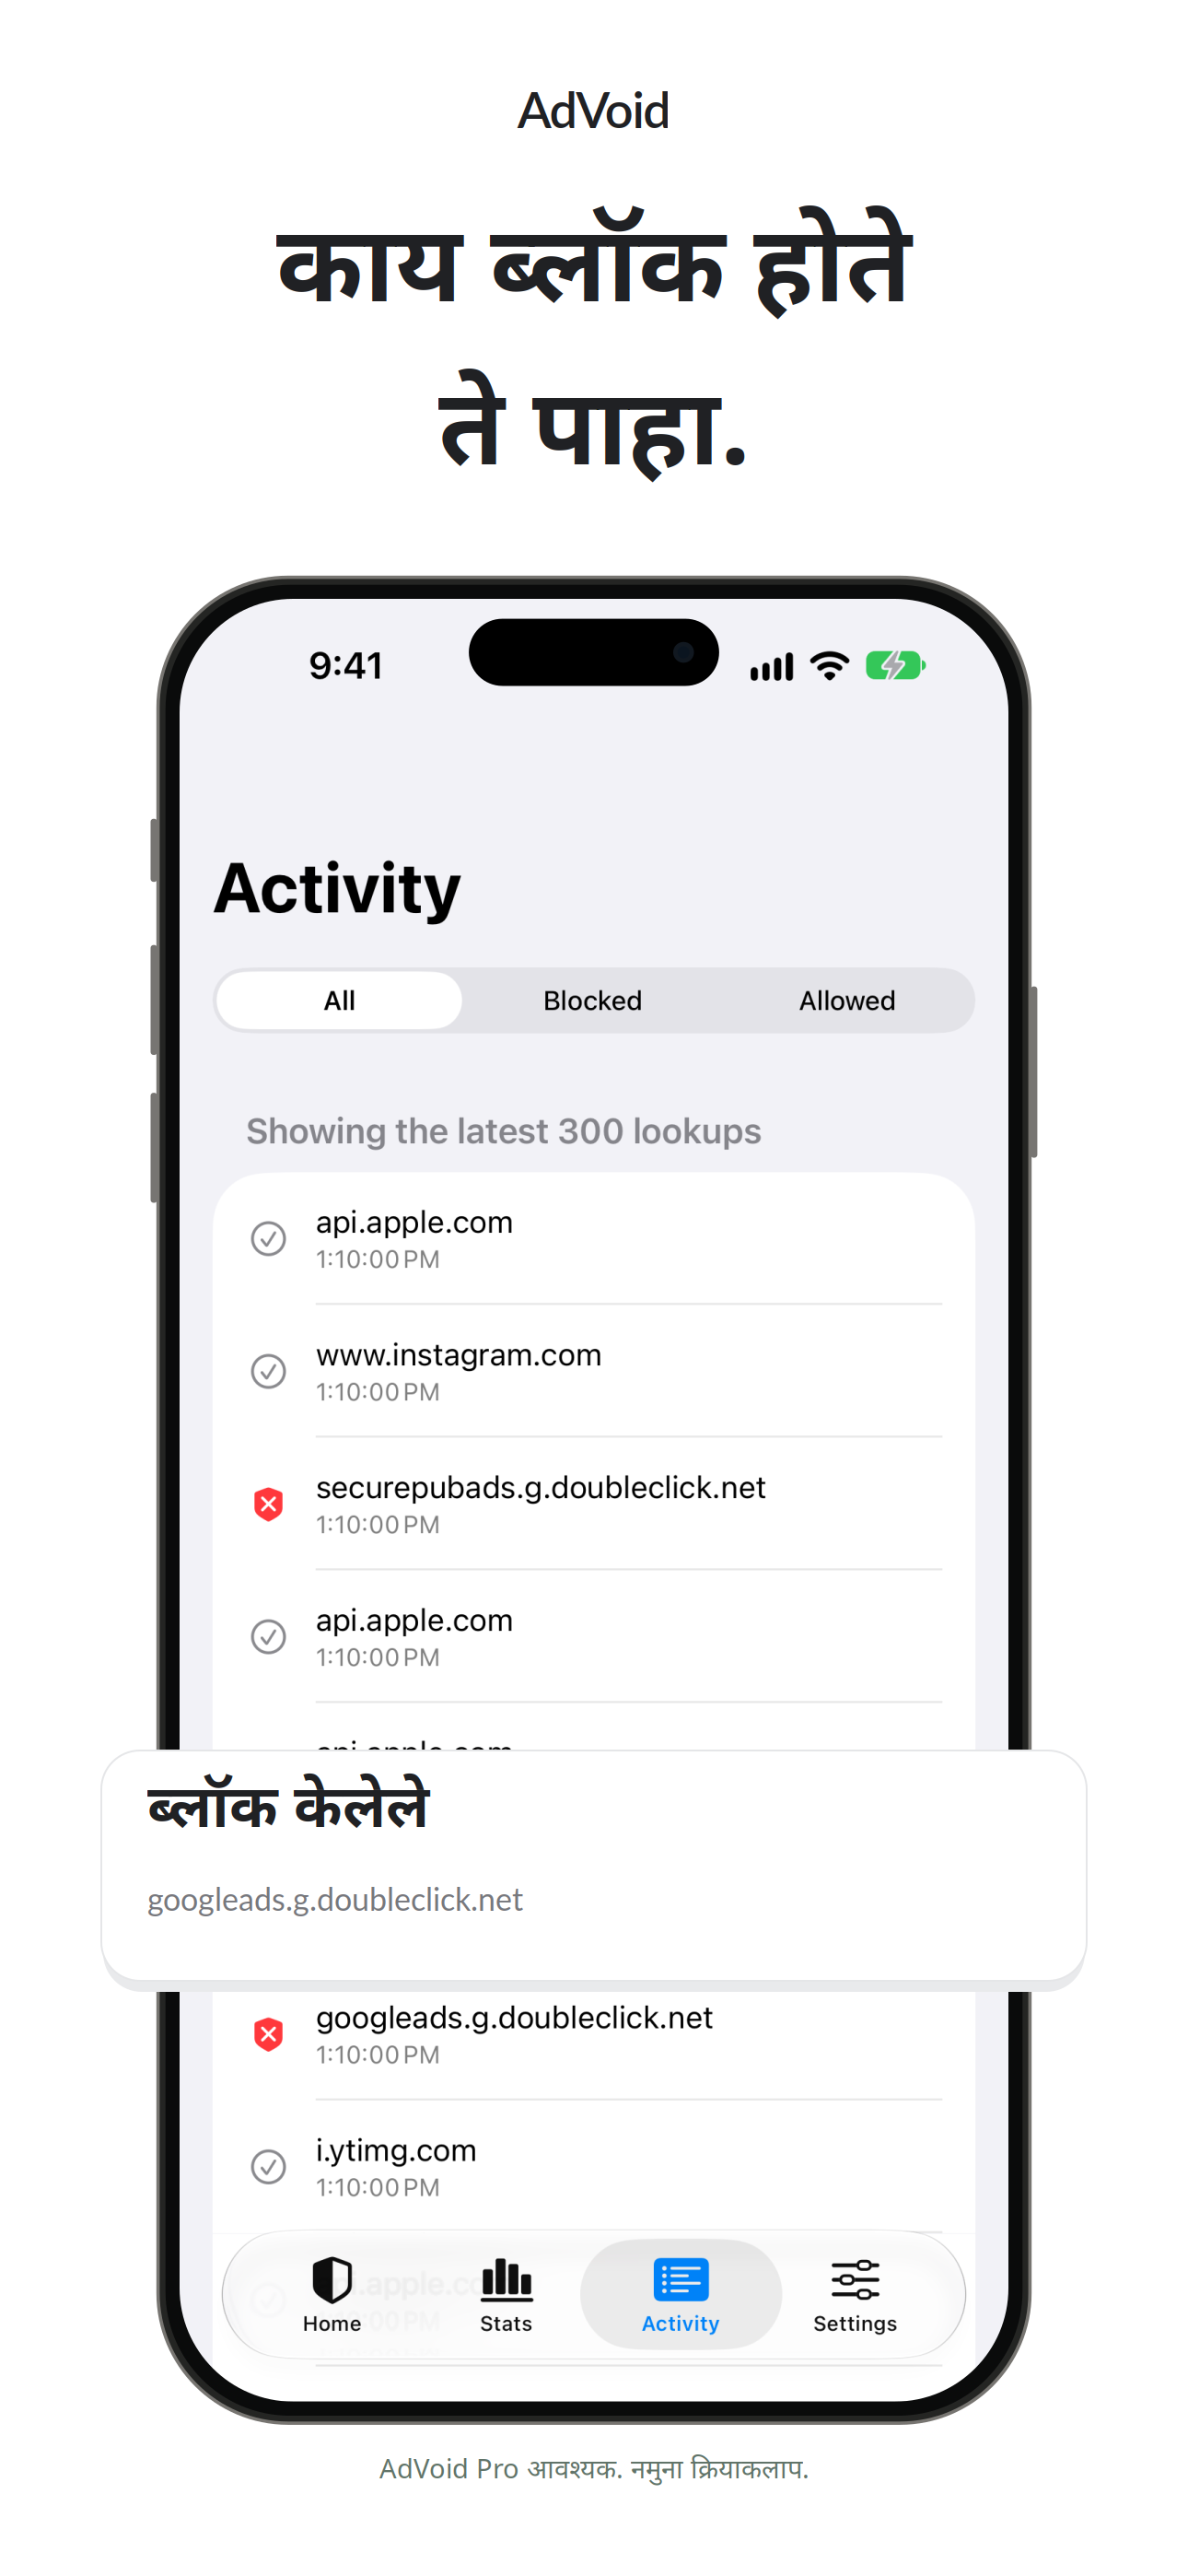 AdVoid
काय ब्लॉक होते
ते पाहा.
9:41
Activity
All Blocked Allowed
Showing the latest 300 lookups
api.apple.com
1:10:00 PM
www.instagram.com
1:10:00 PM
securepubads.g.doubleclick.net
1:10:00 PM
api.apple.com
1:10:00 PM
api.apple.com
ब्लॉक केलेले
googleads.g.doubleclick.net
googleads.g.doubleclick.net
1:10:00 PM
i.ytimg.com
1:10:00 PM
Home Stats Activity Settings
AdVoid Pro आवश्यक. नमुना क्रियाकलाप.